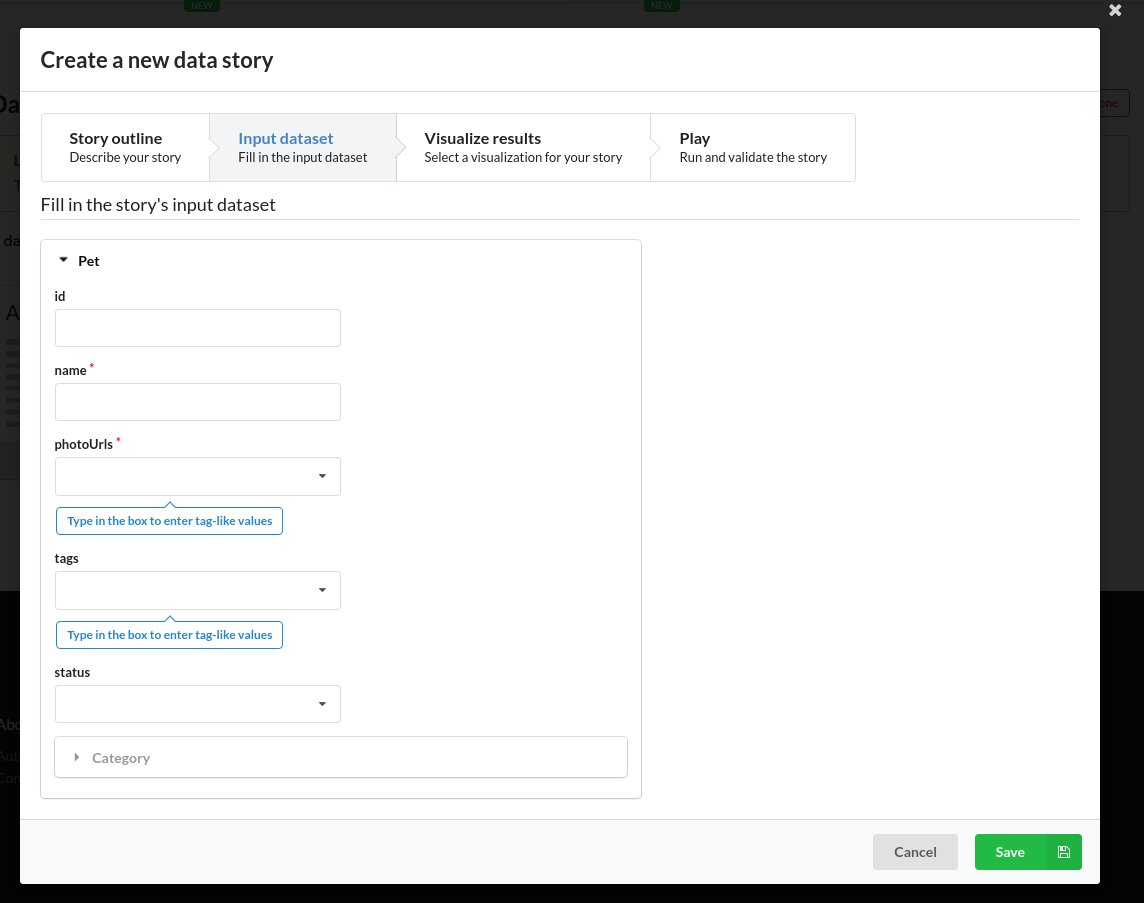 NEW NEW
Create a new data story
Story outline
Describe your story
Input dataset
Fill in the input dataset
Visualize results
Select a visualization for your story
Play
Run and validate the story
Fill in the story's input dataset
Pet
id
name *
photoUrls *
Type in the box to enter tag-like values
tags
Type in the box to enter tag-like values
status
Category
Cancel
Save